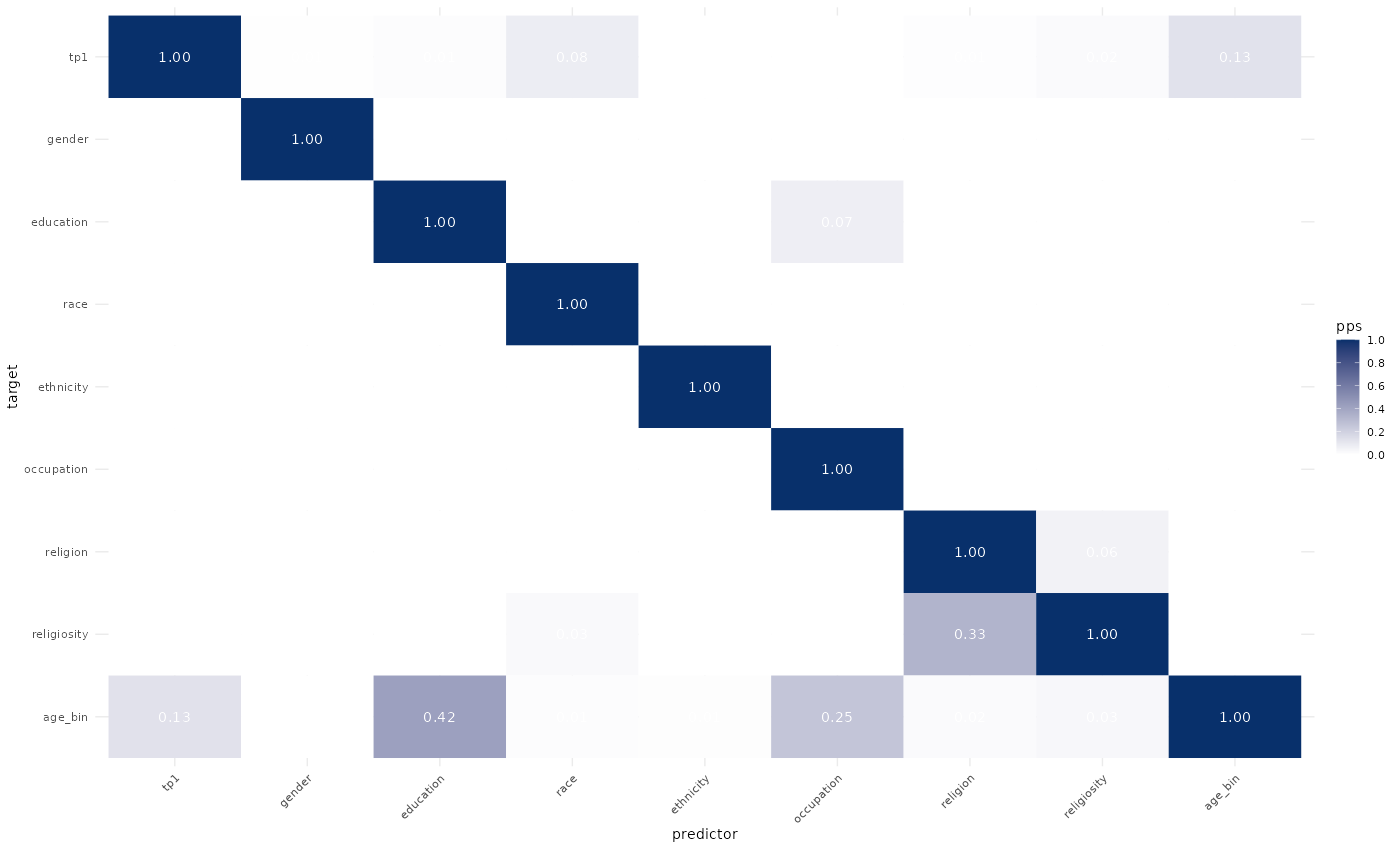 tp1
1.00
0.08
0.13
gender
1.00
education
1.00
0.07
race
1.00
ethnicity
1.00
occupation
1.00
religion
1.00
0.06
religiosity
0.33
1.00
age_bin
0.13
0.42
0.25
0.03
1.00
target
tp1
gender
education
race
ethnicity
occupation
religion
religiosity
age_bin
predictor
pps
1.0
0.8
0.6
0.4
0.2
0.0